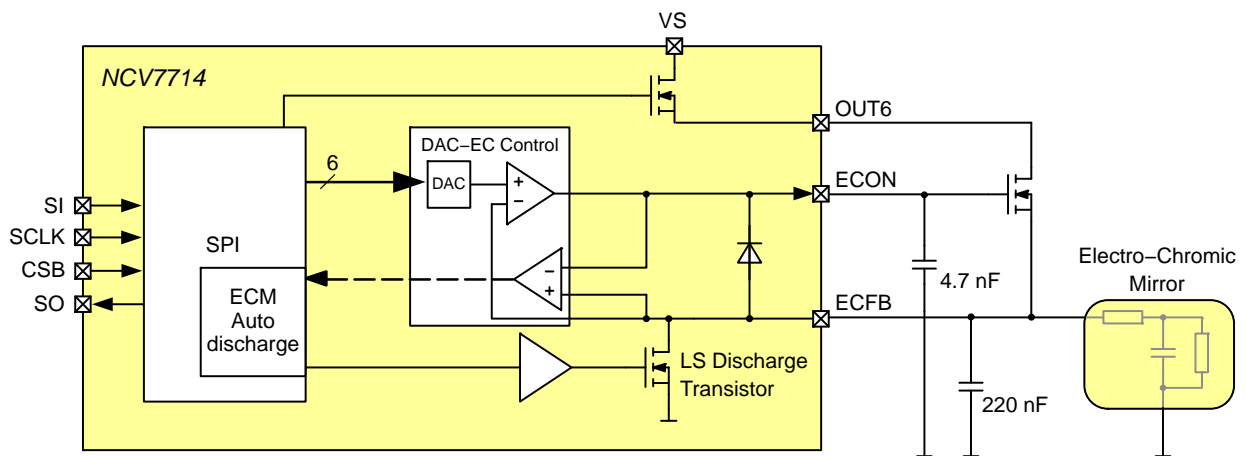 VS
NCV7714
OUT6
DAC−EC Control
6
DAC
+
−
ECON
SI
SCLK
SPI
CSB
SO
−
+
Electro−Chromic
Mirror
4.7 nF
ECM
Auto
discharge
ECFB
LS Discharge
Transistor
220 nF